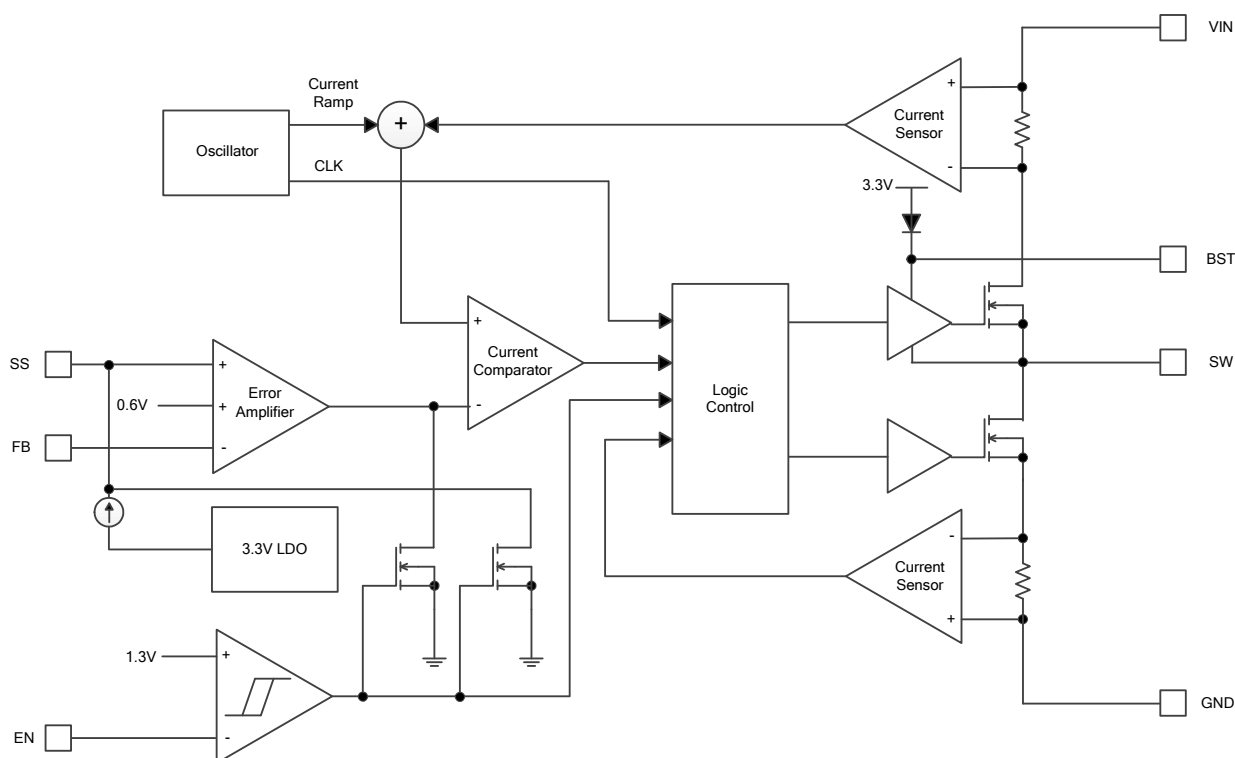 VIN
Current
Ramp
+
+
Current
Sensor
-
Oscillator
CLK
3.3V
BST
+
Current
Comparator
-
SS
+
0.6V
+
Error
Amplifier
FB
-
Logic
Control
SW
3.3V LDO
-
Current
Sensor
+
1.3V
+
EN
-
GND